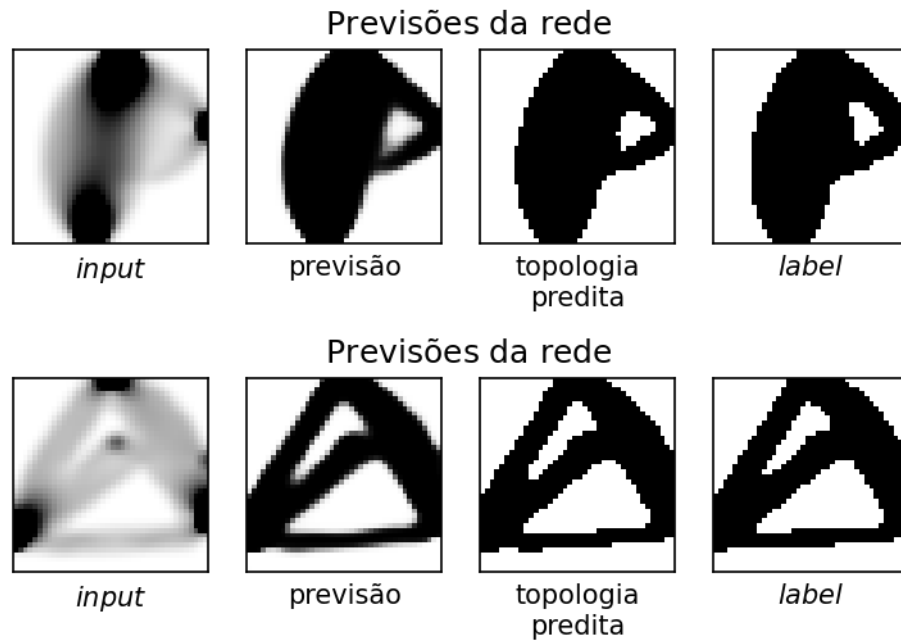 Previsões da rede
input
previsão
topologia
predita
label
Previsões da rede
input
previsão
topologia
predita
label